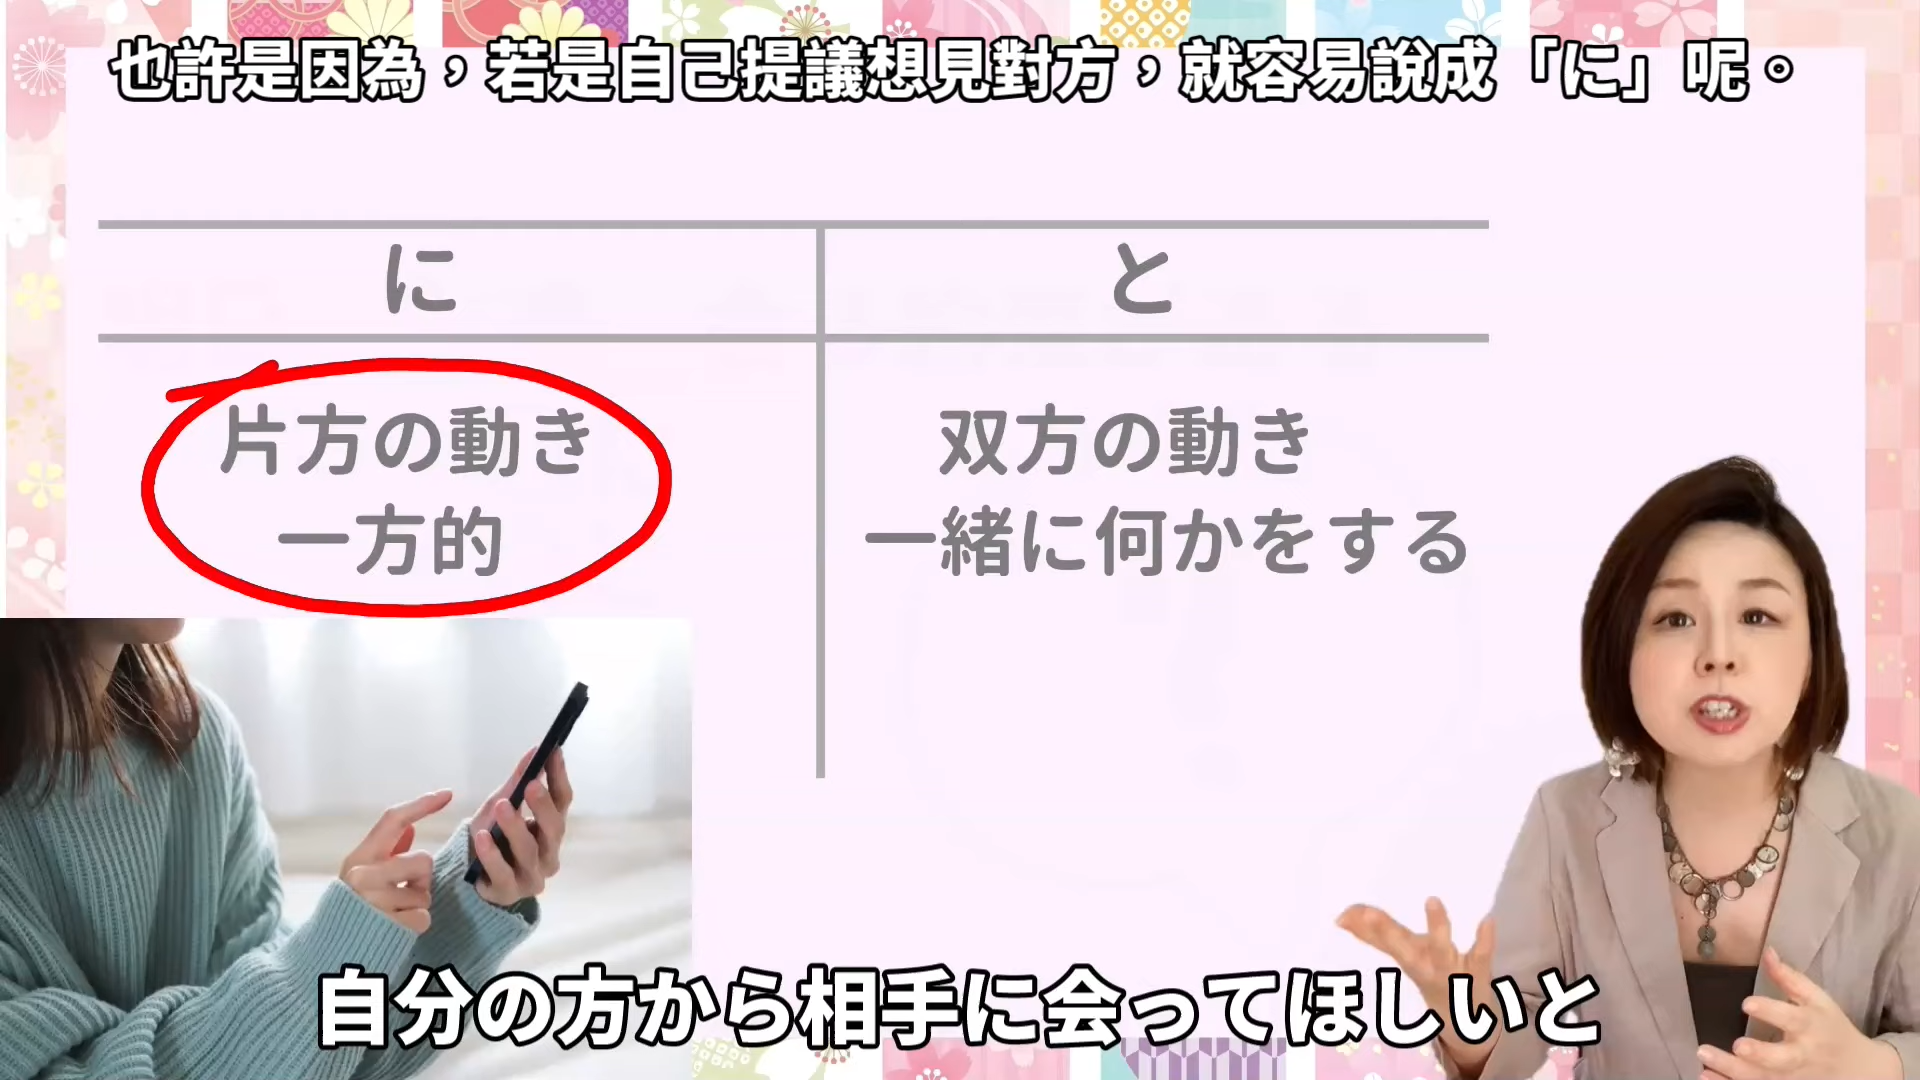 也許是因為，若是自己提議想見對方，就容易說成「に」呢。
に
と
片方の動き
一方的
双方の動き
一緒に何かをする
自分の方から相手に会ってほしいと